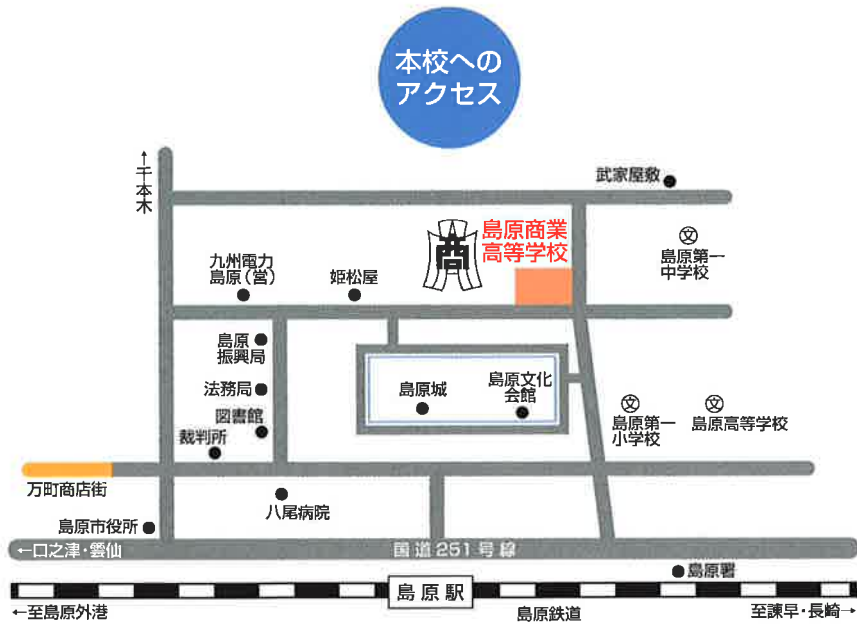 本校への
アクセス
↑千本木
武家屋敷
商
島原商業
高等学校
文
島原第一
中学校
九州電力
島原（営）
姫松屋
島原
振興局
法務局
図書館
裁判所
島原城
島原文化
会館
文
島原第一
小学校
文
島原高等学校
万町商店街
八尾病院
島原市役所
←口之津・雲仙
国道251号線
島原署
島原駅
←至島原外港
島原鉄道
至諫早・長崎→